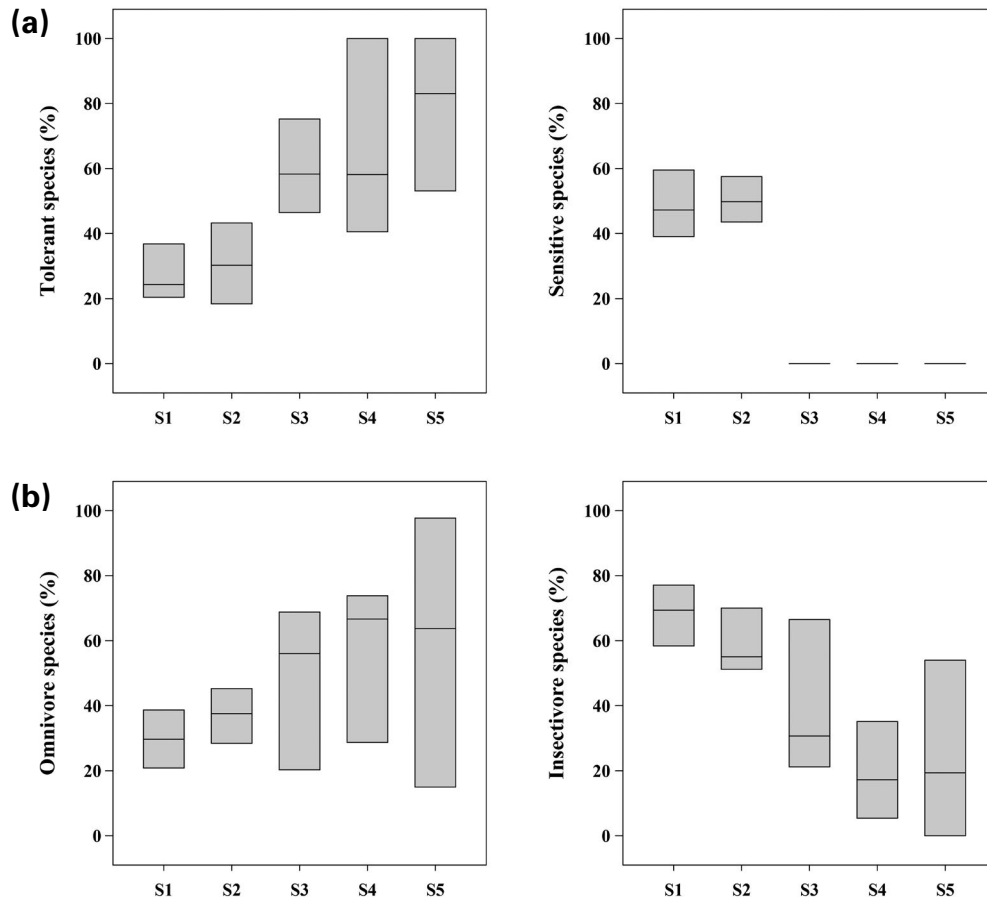 (a)
Tolerant species (%)
100
80
60
40
20
0
S1 S2 S3 S4 S5
Sensitive species (%)
100
80
60
40
20
0
S1 S2 S3 S4 S5
(b)
Omnivore species (%)
100
80
60
40
20
0
S1 S2 S3 S4 S5
Insectivore species (%)
100
80
60
40
20
0
S1 S2 S3 S4 S5